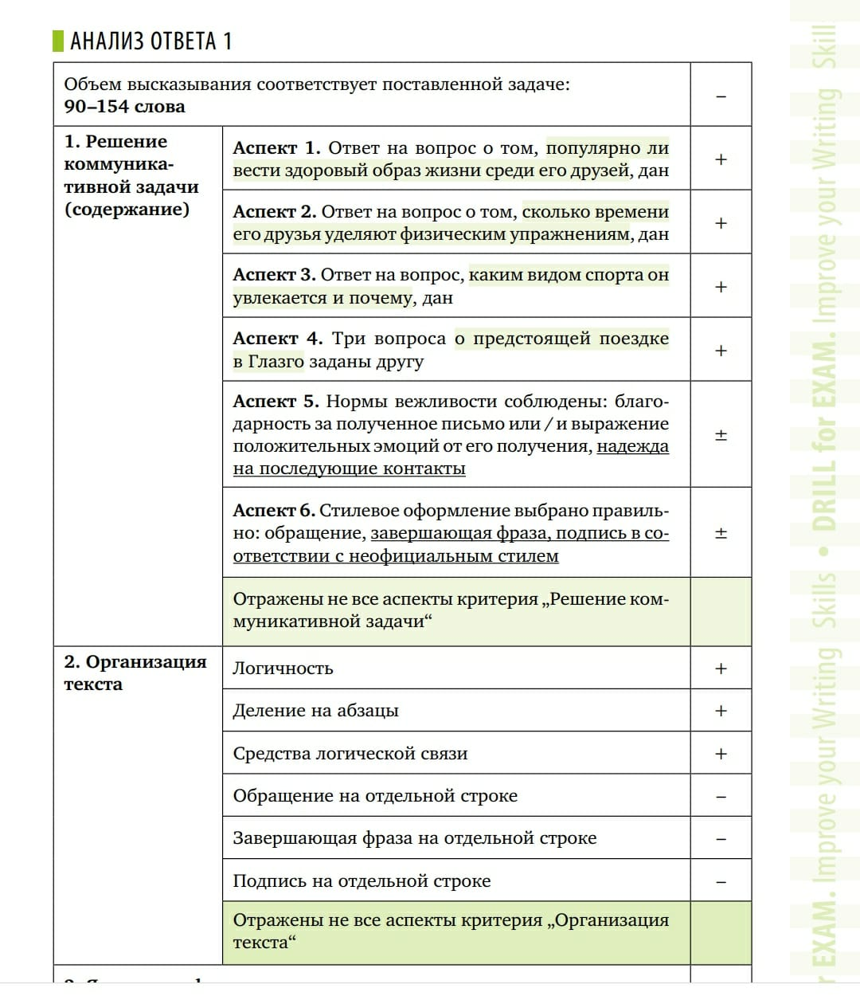 АНАЛИЗ ОТВЕТА 1
Объем высказывания соответствует поставленной задаче:
90–154 слова
–
1. Решение
коммуника-
тивной задачи
(содержание)
Аспект 1. Ответ на вопрос о том, популярно ли
вести здоровый образ жизни среди его друзей, дан
+
Аспект 2. Ответ на вопрос о том, сколько времени
его друзья уделяют физическим упражнениям, дан
+
Аспект 3. Ответ на вопрос, каким видом спорта он
увлекается и почему, дан
+
Аспект 4. Три вопроса о предстоящей поездке
в Глазго заданы другу
+
Аспект 5. Нормы вежливости соблюдены: благо-
дарность за полученное письмо или / и выражение
положительных эмоций от его получения, надежда
на последующие контакты
±
Аспект 6. Стилевое оформление выбрано правиль-
но: обращение, завершающая фраза, подпись в со-
ответствии с неофициальным стилем
±
Отражены не все аспекты критерия „Решение ком-
муникативной задачи“
2. Организация
текста
Логичность
+
Деление на абзацы
+
Средства логической связи
+
Обращение на отдельной строке
–
Завершающая фраза на отдельной строке
–
Подпись на отдельной строке
–
Отражены не все аспекты критерия „Организация
текста“
EXAM. Improve your Writing Skills • DRILL for EXAM. Improve your Writing Skill